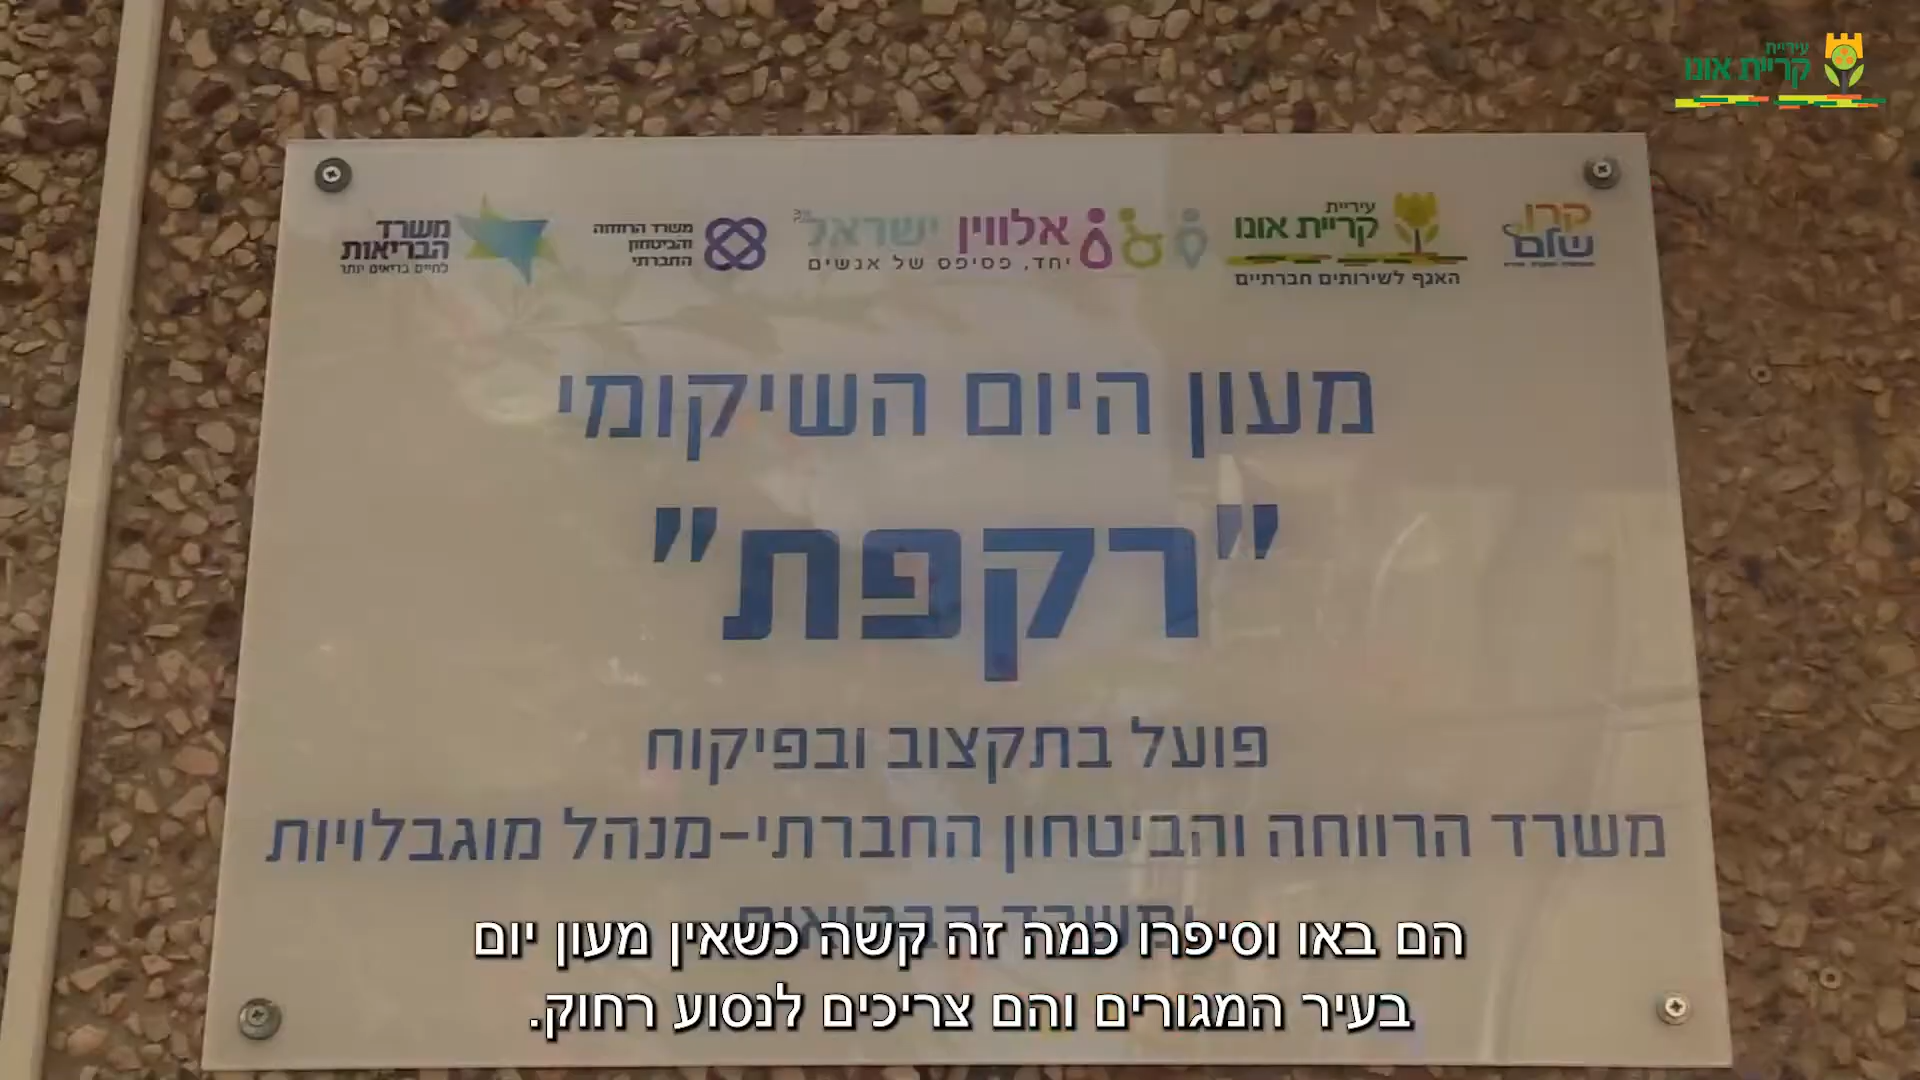 עיריית
קריית אונו
קרן
שלם
עיריית
קריית אונו
האגף לשירותים חברתיים
אלווין ישראל
יחד, פסיפס של אנשים
משרד הרווחה
והביטחון
החברתי
משרד
הבריאות
לחיים בריאים יותר
מעון היום השיקומי
"רקפת"
פועל בתקצוב ובפיקוח
משרד הרווחה והביטחון החברתי-מנהל מוגבלויות
ומשרד הבריאות
הם באו וסיפרו כמה זה קשה כשאין מעון יום
בעיר המגורים והם צריכים לנסוע רחוק.